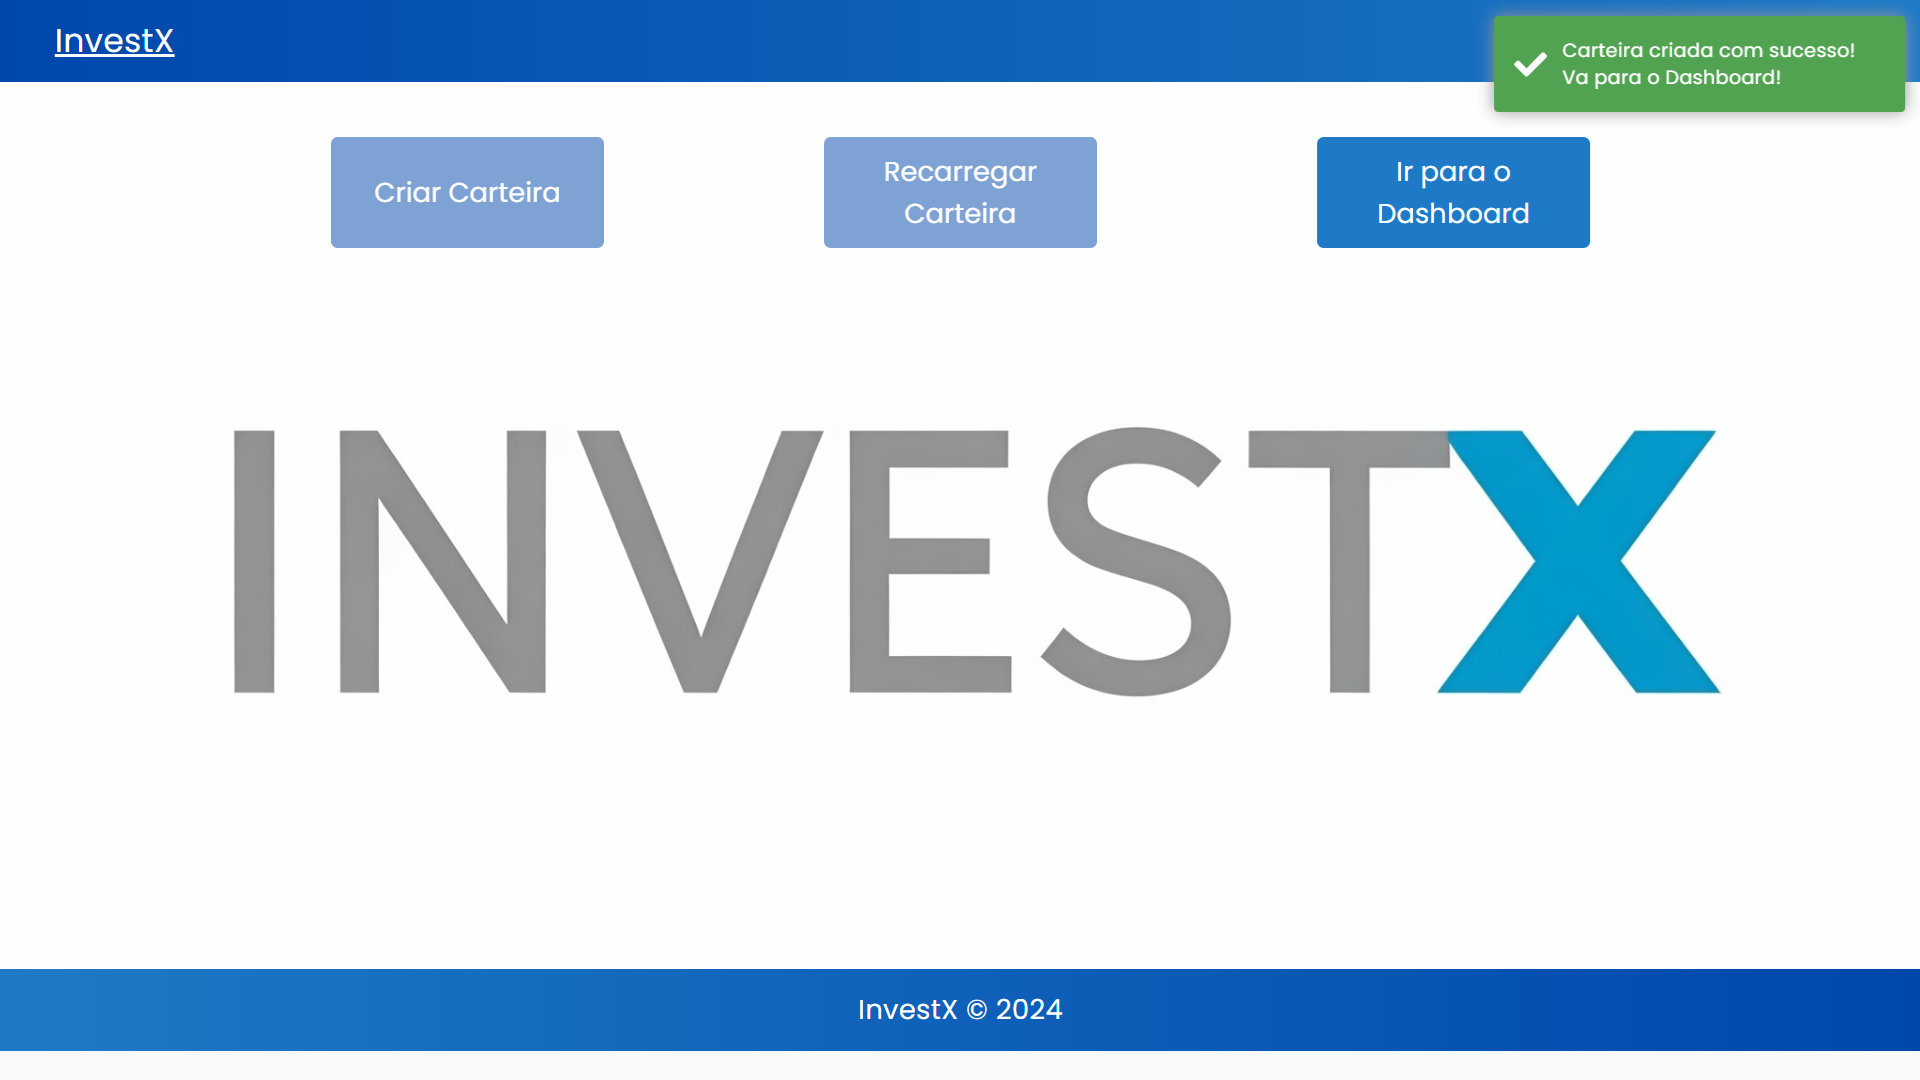 InvestX
Carteira criada com sucesso!
Va para o Dashboard!
Criar Carteira
Recarregar
Carteira
Ir para o
Dashboard
INVESTX
InvestX © 2024